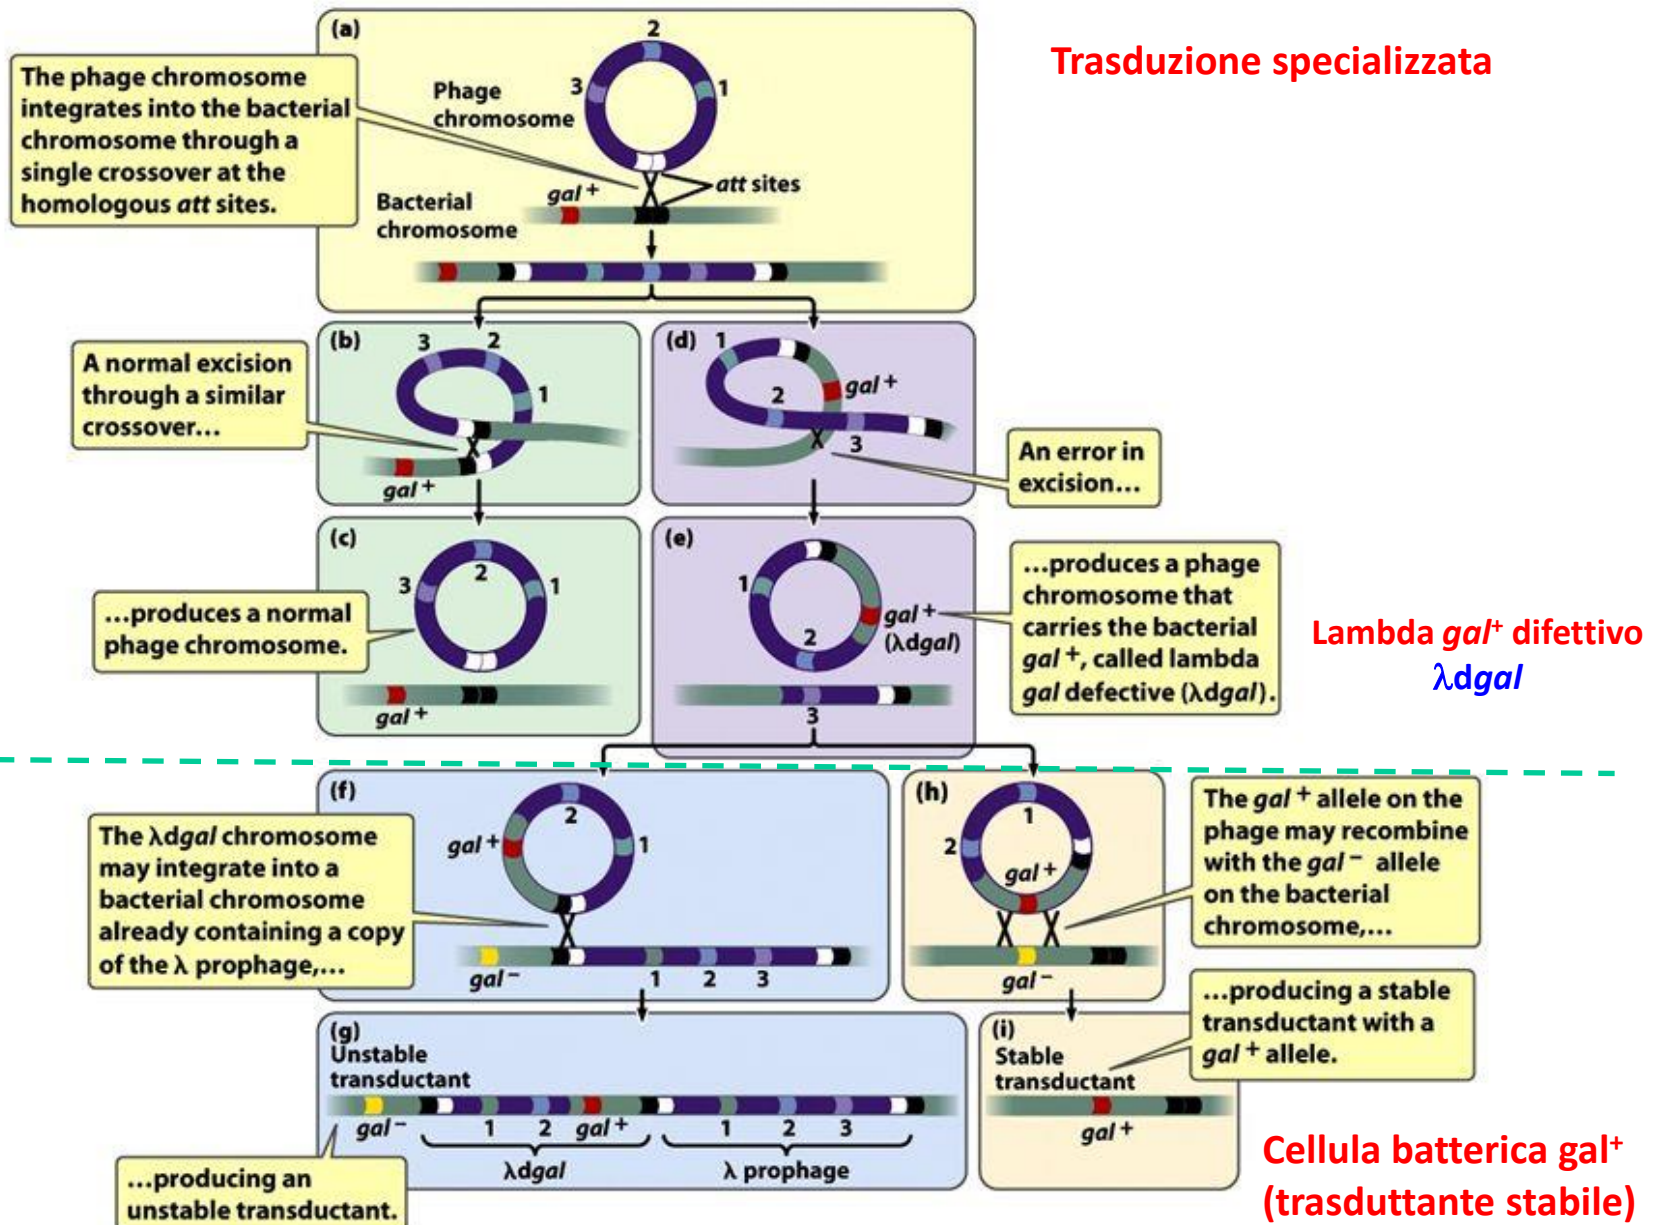 Trasduzione specializzata
(a)
The phage chromosome
integrates into the bacterial
chromosome through a
single crossover at the
homologous att sites.
2
3
1
Phage
chromosome
att sites
gal +
Bacterial
chromosome
(b)
A normal excision
through a similar
crossover…
3
2
1
gal +
(d)
1
gal +
2
3
An error in
excision…
(c)
…produces a normal
phage chromosome.
3
2
1
gal +
(e)
1
gal +
(λdgal)
2
3
…produces a phage
chromosome that
carries the bacterial
gal +, called lambda
gal defective (λdgal).
Lambda gal+ difettivo
λdgal
(f)
The λdgal chromosome
may integrate into a
bacterial chromosome
already containing a copy
of the λ prophage,…
2
gal +
1
gal –
1
2
3
(h)
1
2
gal +
gal –
The gal + allele on the
phage may recombine
with the gal – allele
on the bacterial
chromosome,…
(g)
Unstable
transductant
gal –
1
2
gal +
1
2
3
λdgal
λ prophage
…producing an
unstable transductant.
(i)
Stable
transductant
gal +
…producing a stable
transductant with a
gal + allele.
Cellula batterica gal+
(trasduttante stabile)